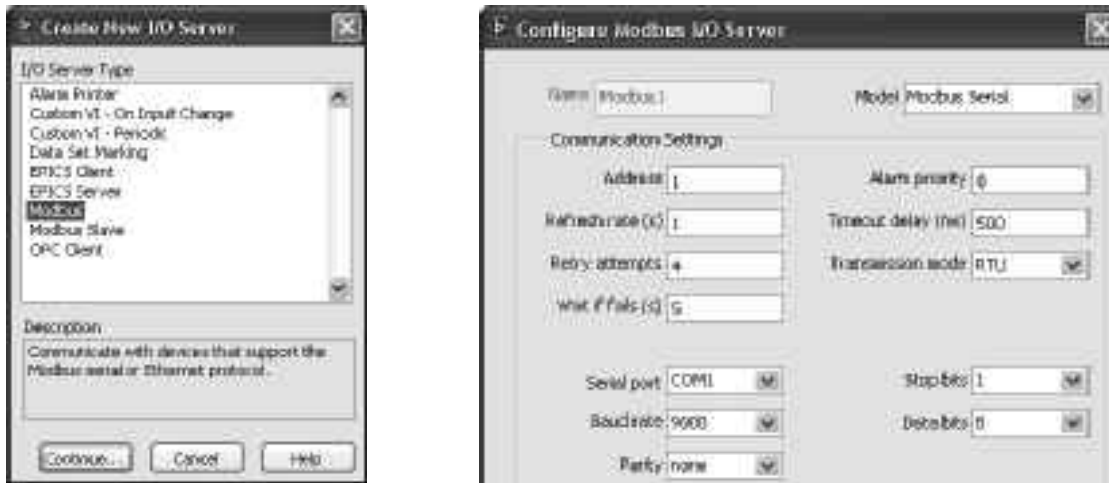 Create New I/O Server
I/O Server Type
Alarm Printer
Custom VI - On Input Change
Custom VI - Periodic
Data Set Marking
EPICS Client
EPICS Server
Modbus
Modbus Slave
OPC Client
Description
Communicate with devices that support the
Modbus serial or Ethernet protocol.
Continue...
Cancel
Help
Configure Modbus I/O Server
Name Modbus1
Model Modbus Serial
Communication Settings
Address 1
Alarm priority 0
Refresh rate (s) 1
Timeout delay (ms) 500
Retry attempts 4
Transmission mode RTU
Wait if fails (s) 5
Serial port COM1
Stop bits 1
Baud rate 9600
Data bits 8
Parity none